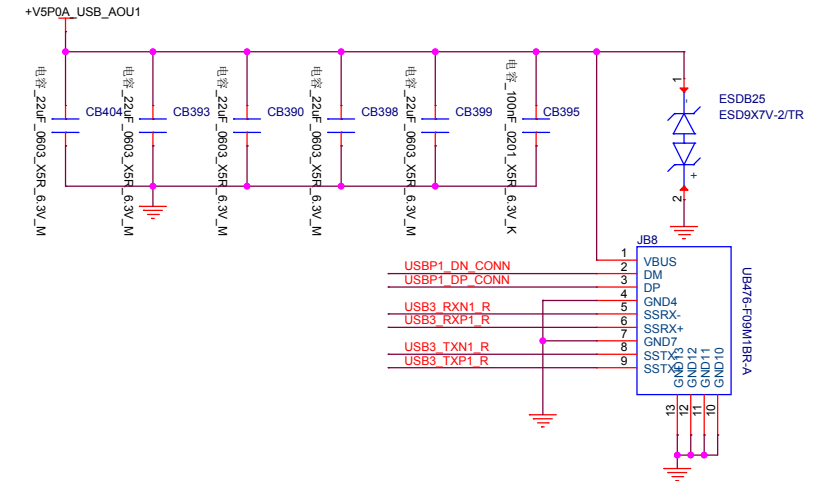 +V5P0A_USB_AOU1
电容_22uF_0603_X5R_6.3V_M
CB404
电容_22uF_0603_X5R_6.3V_M
CB393
电容_22uF_0603_X5R_6.3V_M
CB390
电容_22uF_0603_X5R_6.3V_M
CB398
电容_22uF_0603_X5R_6.3V_M
CB399
电容_100nF_0201_X5R_6.3V_K
CB395
1
-
ESDB25
ESD9X7V-2/TR
+
2
JB8
1 VBUS
USBP1_DN_CONN 2 DM
USBP1_DP_CONN 3 DP
4 GND4
USB3_RXN1_R 5 SSRX-
USB3_RXP1_R 6 SSRX+
7 GND7
USB3_TXN1_R 8 SSTX-
USB3_TXP1_R 9 SSTX+
GND13
GND12
GND11
GND10
13
12
11
10
UB476-F09M1BR-A